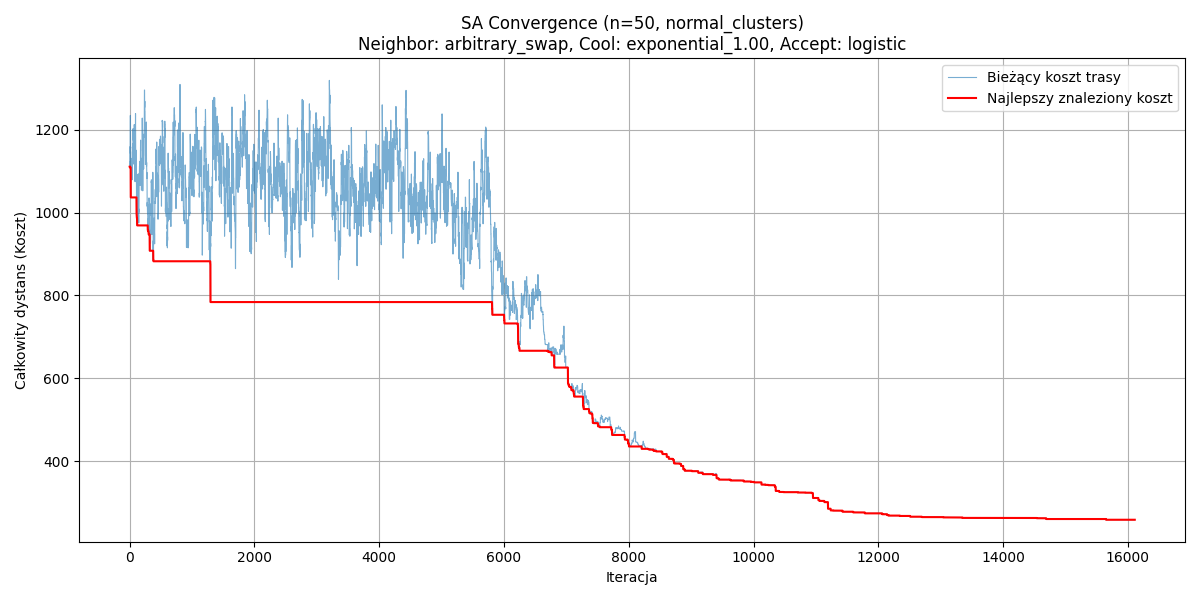 SA Convergence (n=50, normal_clusters)
Neighbor: arbitrary_swap, Cool: exponential_1.00, Accept: logistic
Bieżący koszt trasy
Najlepszy znaleziony koszt
Całkowity dystans (Koszt)
1200
1000
800
600
400
0
2000
4000
6000
8000
10000
12000
14000
16000
Iteracja